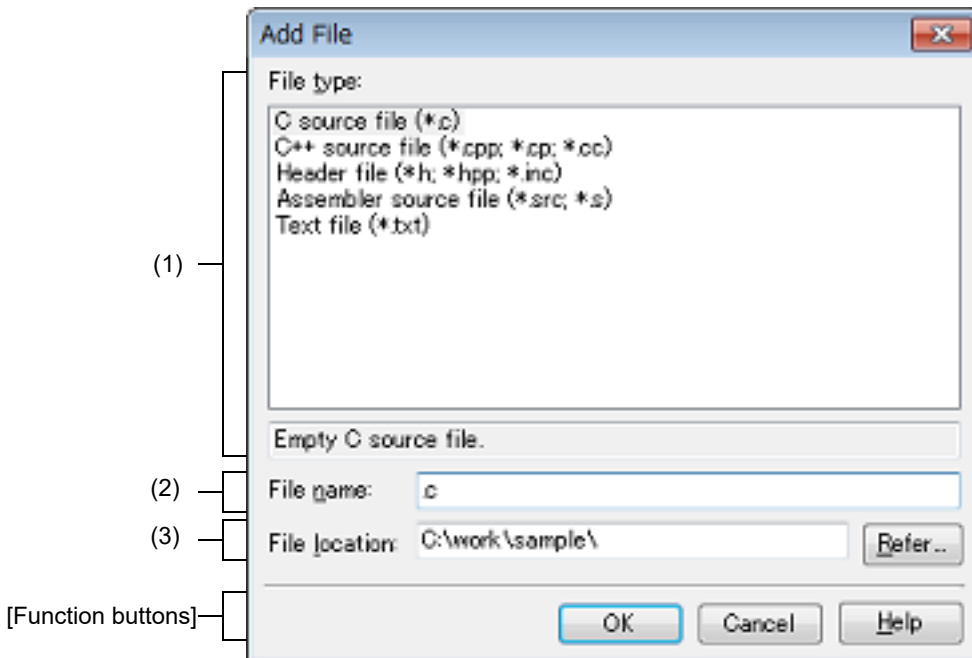 Add File
File type:
C source file (*.c)
C++ source file (*.cpp; *.cp; *.cc)
Header file (*.h; *.hpp; *.inc)
Assembler source file (*.src; *.s)
Text file (*.txt)
(1)
Empty C source file.
(2)
File name:
.c
(3)
File location:
C:\work\sample\
Refer...
[Function buttons]
OK
Cancel
Help